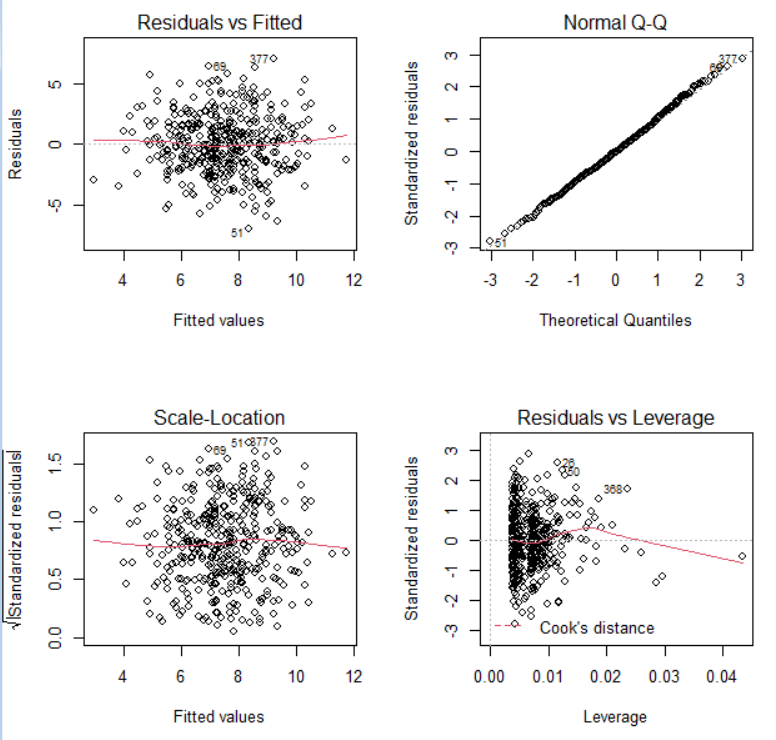 Residuals vs Fitted
Residuals
5
0
-5
69
377
51
4 6 8 10 12
Fitted values
Normal Q-Q
Standardized residuals
3
2
1
0
-1
-2
-3
377
69
51
-3 -2 -1 0 1 2 3
Theoretical Quantiles
Scale-Location
√|Standardized residuals|
1.5
1.0
0.5
0.0
69
51
377
4 6 8 10 12
Fitted values
Residuals vs Leverage
Standardized residuals
3
2
1
0
-1
-2
-3
26
50
368
Cook's distance
0.00 0.01 0.02 0.03 0.04
Leverage